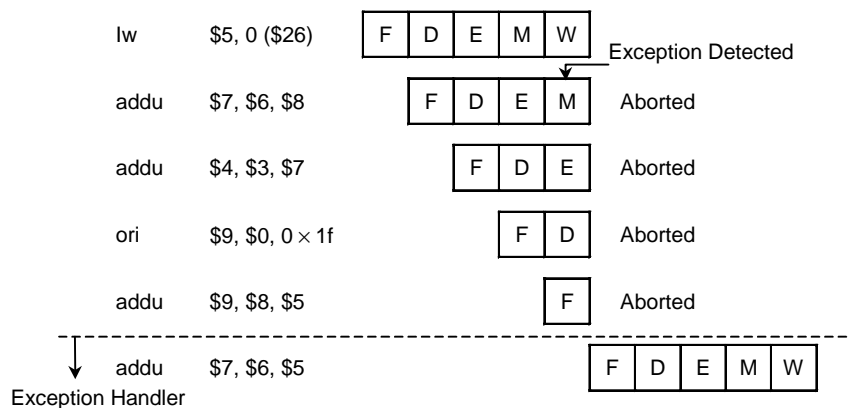 lw $5, 0 ($26) F D E M W
Exception Detected
addu $7, $6, $8 F D E M Aborted
addu $4, $3, $7 F D E Aborted
ori $9, $0, 0 × 1f F D Aborted
addu $9, $8, $5 F Aborted
addu $7, $6, $5 F D E M W
Exception Handler